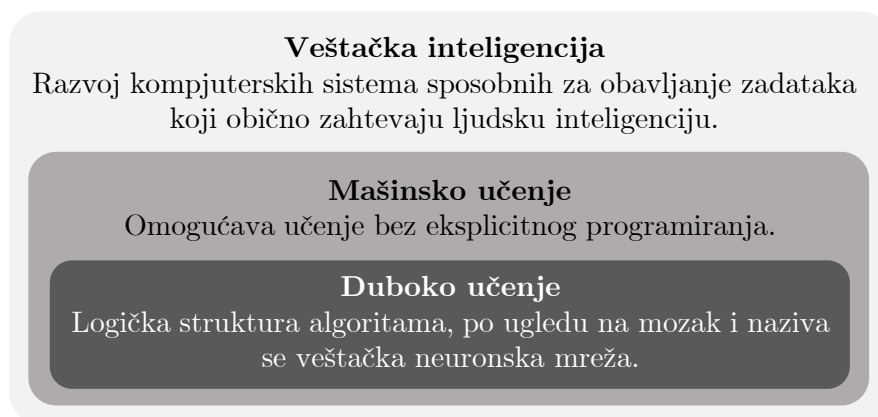 Veštačka inteligencija
Razvoj kompjuterskih sistema sposobnih za obavljanje zadataka
koji obično zahtevaju ljudsku inteligenciju.
Mašinsko učenje
Omogućava učenje bez eksplicitnog programiranja.
Duboko učenje
Logička struktura algoritama, po ugledu na mozak i naziva
se veštačka neuronska mreža.